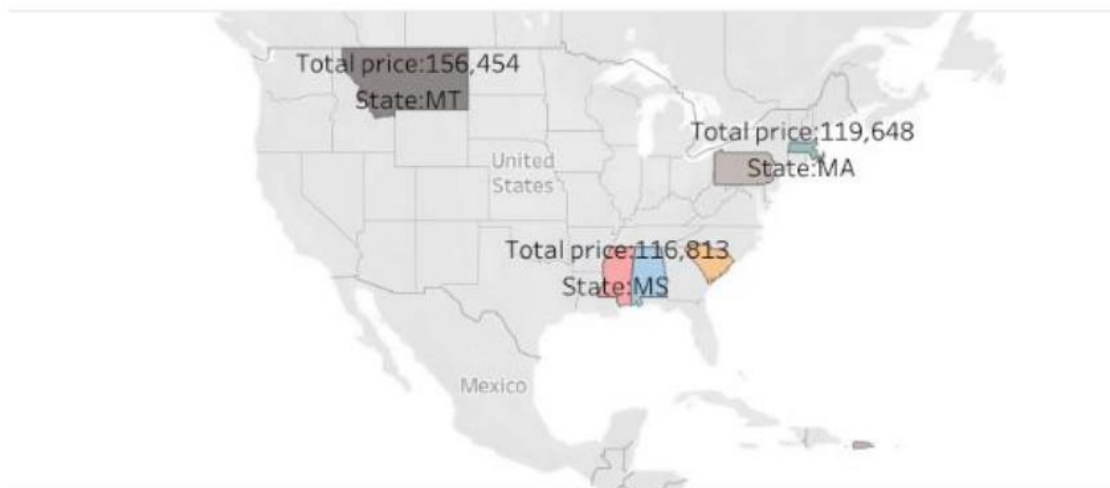 Total price:156,454
State:MT
Total price:119,648
State:MA
United
States
Total price:116,813
State:MS
Mexico